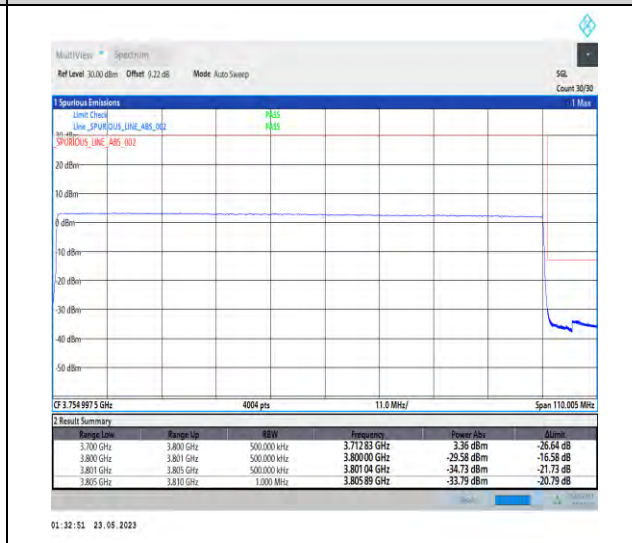 MultiView Spectrum
Ref Level 30.00 dBm Offset 9.22 dB Mode Auto Sweep SGL
Count 30/30
1 Spurious Emissions 1 Max
Limit Check PASS
Line _SPURIOUS_LINE_ABS_002 PASS
30 dBm
_SPURIOUS_LINE_ABS_002
20 dBm
10 dBm
0 dBm
-10 dBm
-20 dBm
-30 dBm
-40 dBm
-50 dBm
CF 3.754 997 5 GHz 4004 pts 11.0 MHz/ Span 110.005 MHz
2 Result Summary
Range Low Range Up RBW Frequency Power Abs ΔLimit
3.700 GHz 3.800 GHz 500.000 kHz 3.712 83 GHz 3.36 dBm -26.64 dB
3.800 GHz 3.801 GHz 500.000 kHz 3.800 00 GHz -29.58 dBm -16.58 dB
3.801 GHz 3.805 GHz 500.000 kHz 3.801 04 GHz -34.73 dBm -21.73 dB
3.805 GHz 3.810 GHz 1.000 MHz 3.805 89 GHz -33.79 dBm -20.79 dB
01:32:51 23.05.2023